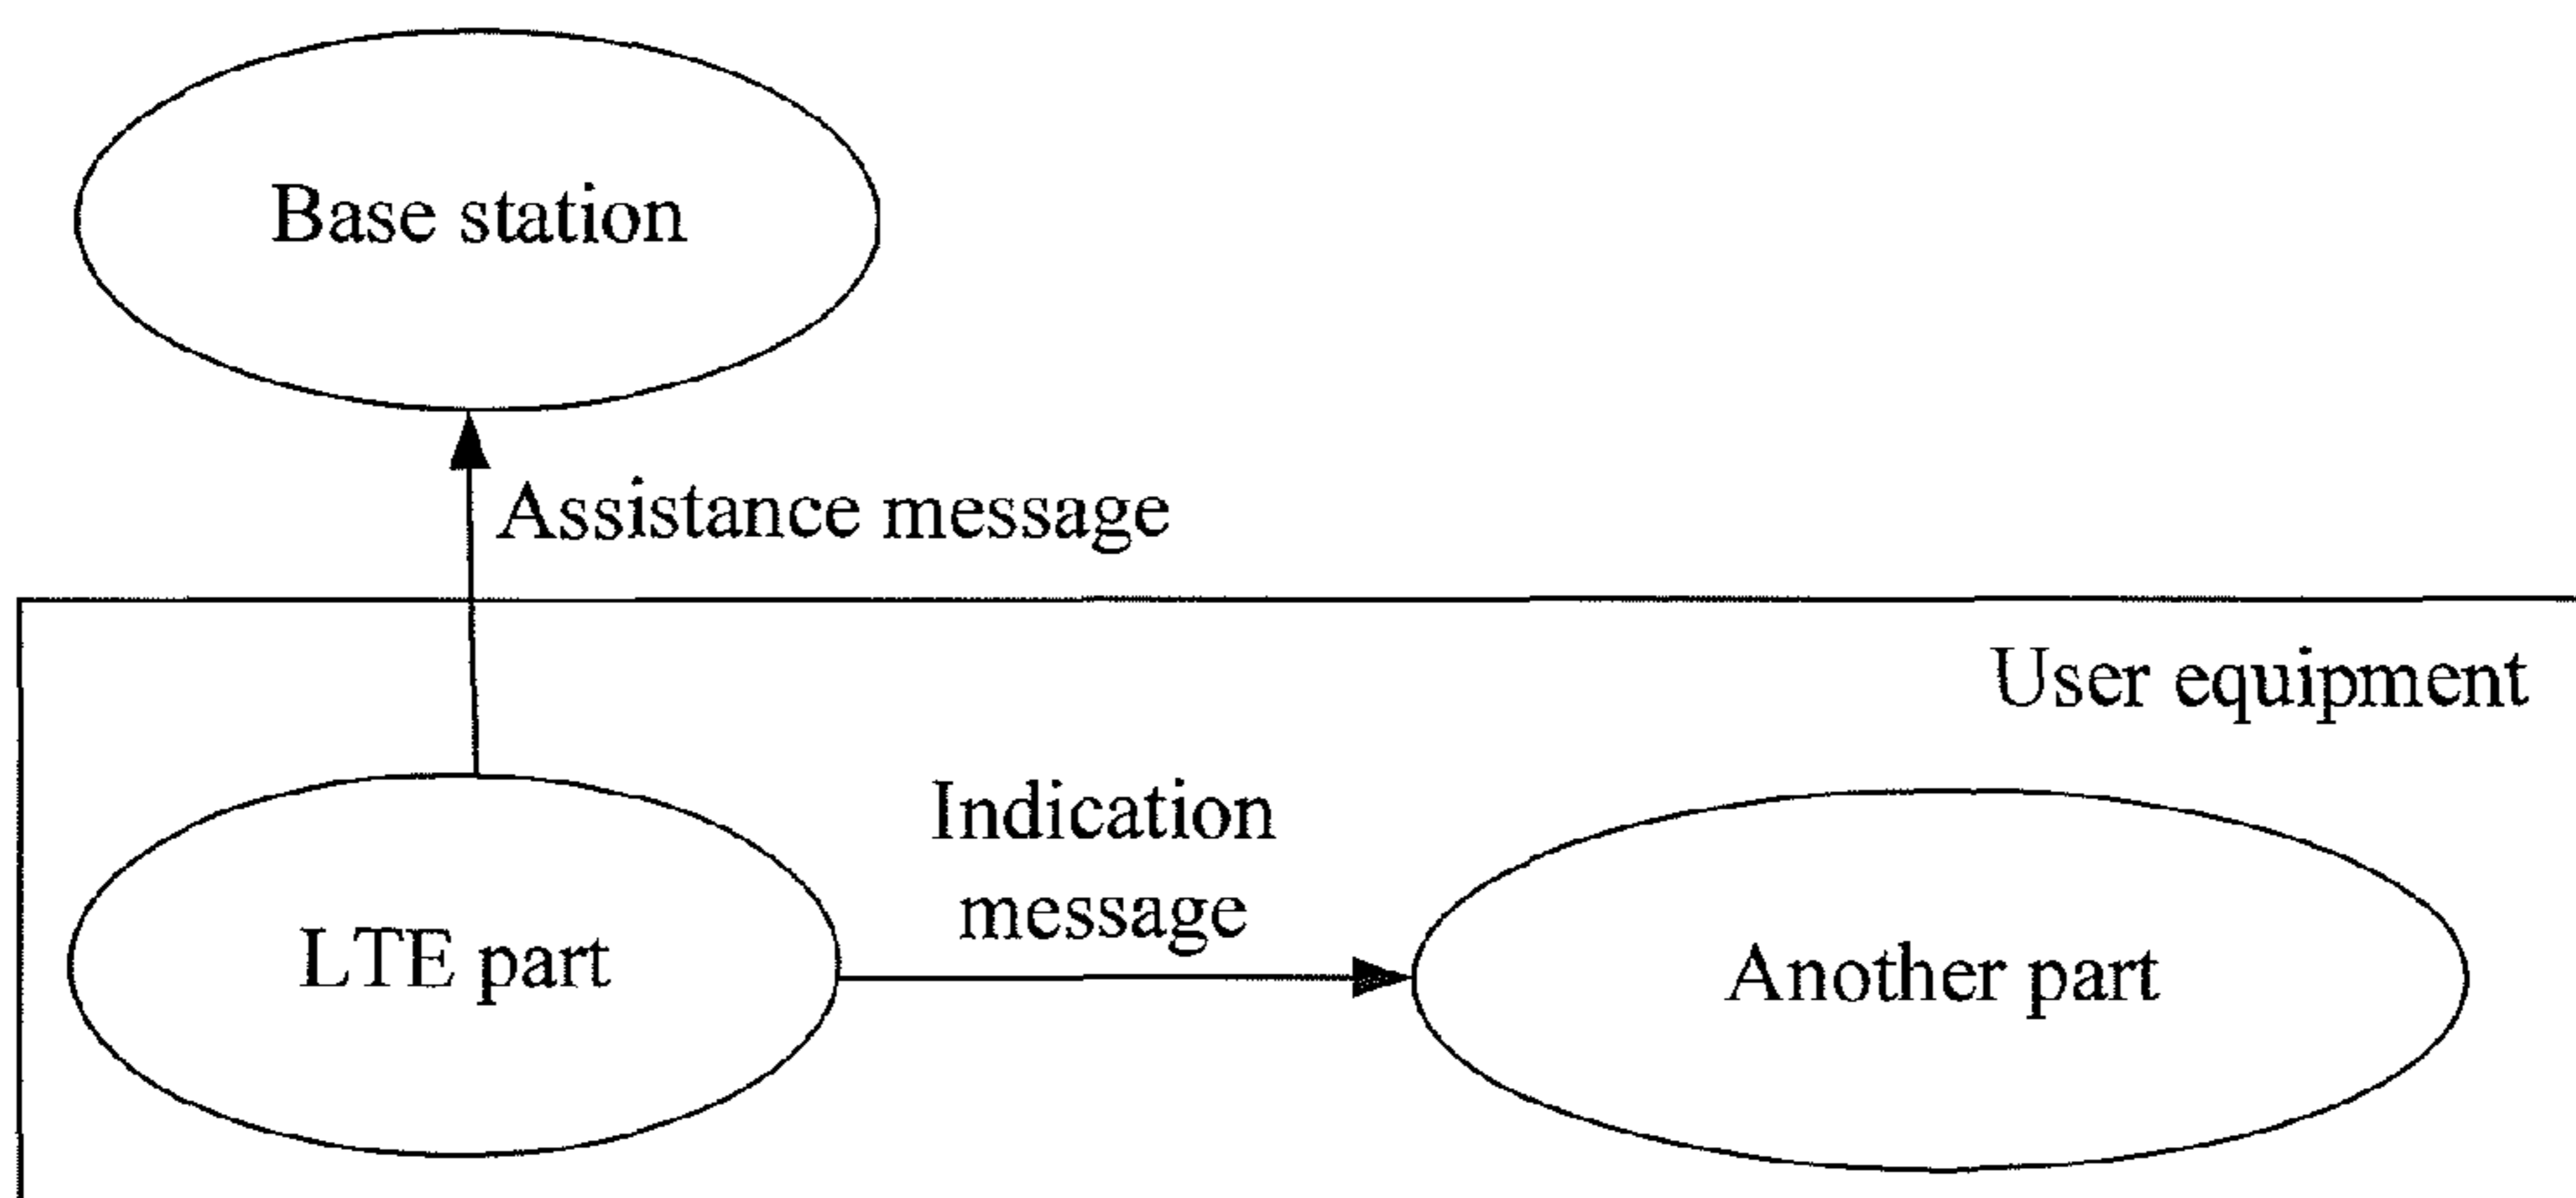 Base station
Assistance message
User equipment
Indication
message
LTE part
Another part